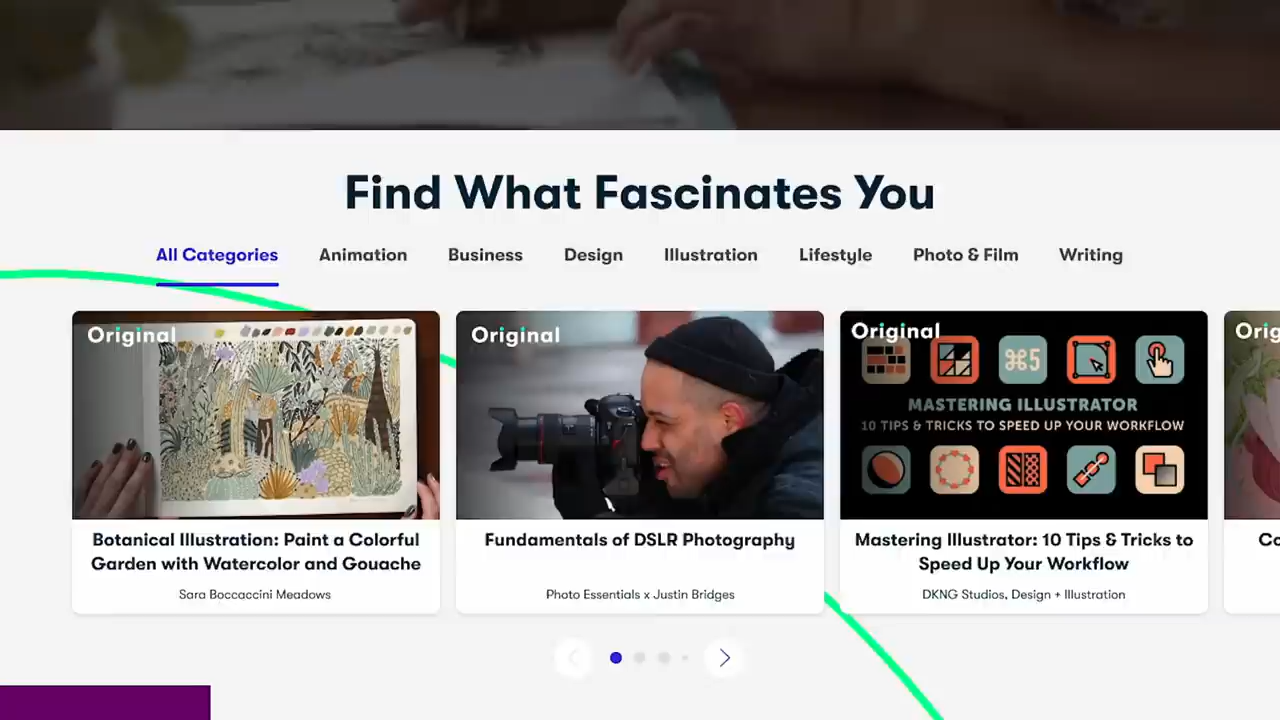 Find What Fascinates You
All Categories Animation Business Design Illustration Lifestyle Photo & Film Writing
Original
Botanical Illustration: Paint a Colorful
Garden with Watercolor and Gouache
Sara Boccaccini Meadows
Original
Fundamentals of DSLR Photography
Photo Essentials x Justin Bridges
Original
⌘5
MASTERING ILLUSTRATOR
10 TIPS & TRICKS TO SPEED UP YOUR WORKFLOW
Mastering Illustrator: 10 Tips & Tricks to
Speed Up Your Workflow
DKNG Studios, Design + Illustration